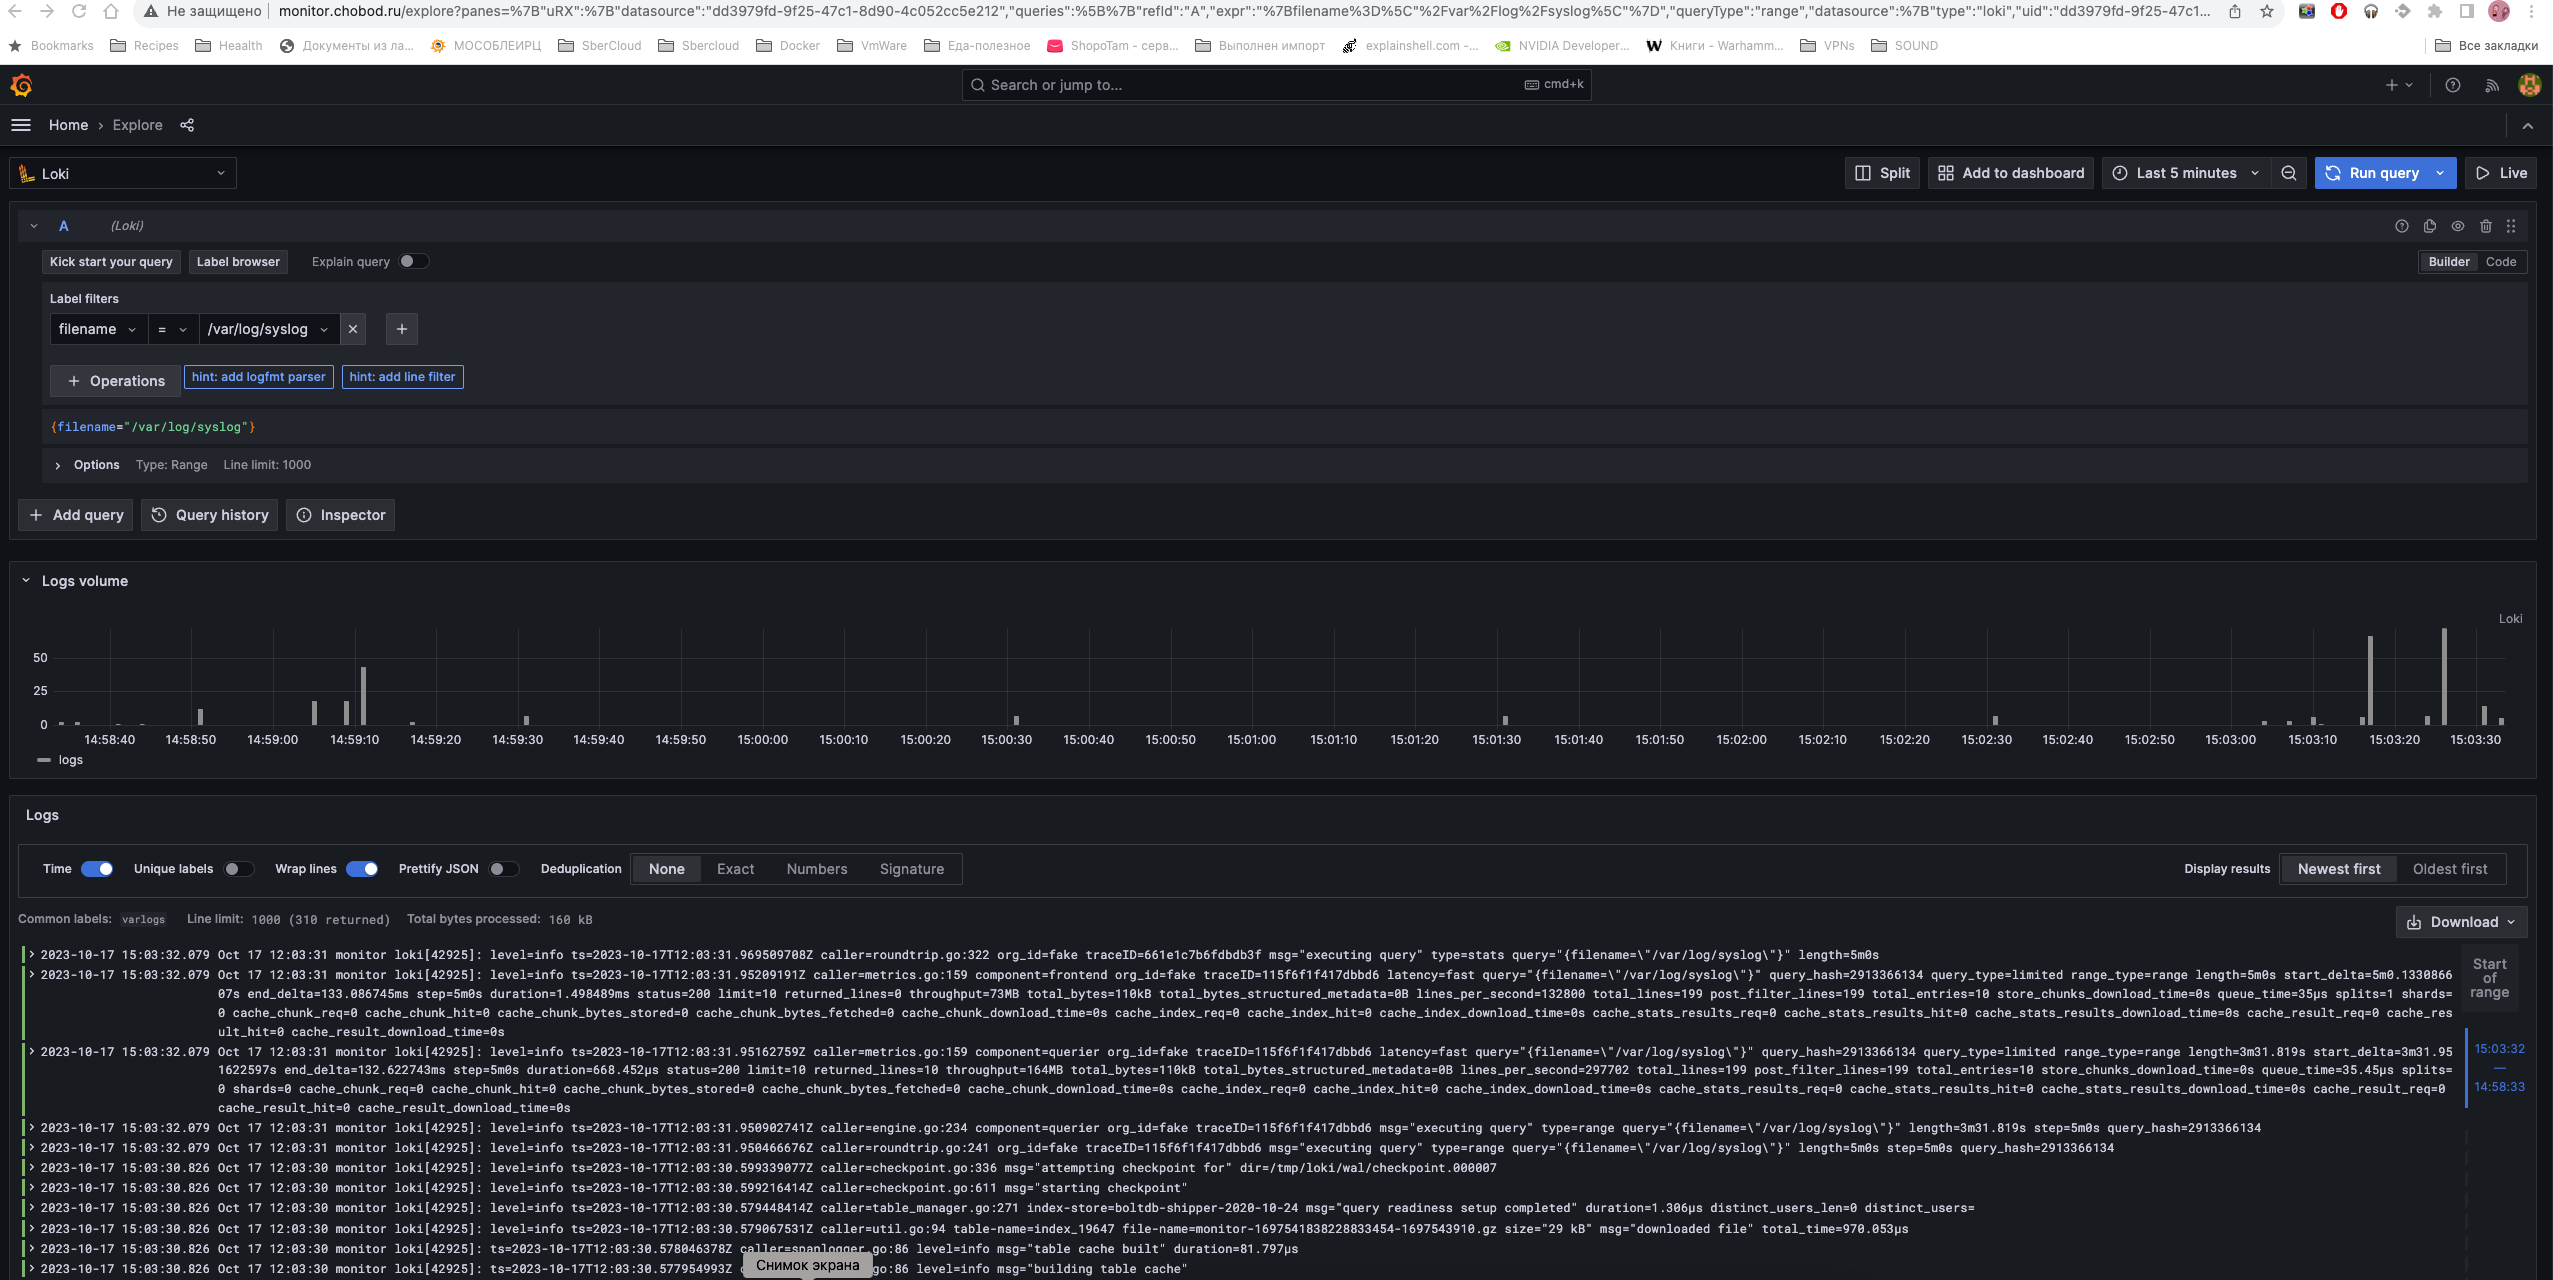 Не защищено monitor.chobod.ru/explore?panes=%7B"uRX":%7B"datasource":"dd3979fd-9f25-47c1-8d90-4c052cc5e212","queries":%5B%7B"refId":"A","expr":"%7Bfilename%3D%5C"%2Fvar%2Flog%2Fsyslog%5C"%7D","queryType":"range","datasource":%7B"type":"loki","uid":"dd3979fd-9f25-47c1...
Bookmarks Recipes Heaalth Документы из ла... МОСОБЛЕИРЦ SberCloud Sbercloud Docker VmWare Еда-полезное ShopoTam - серв... Выполнен импорт explainshell.com -... NVIDIA Developer... Книги - Warhamm... VPNs SOUND Все закладки
Search or jump to... cmd+k
Home › Explore
Loki Split Add to dashboard Last 5 minutes Run query Live
A (Loki)
Kick start your query Label browser Explain query Builder Code
Label filters
filename = /var/log/syslog
+ Operations hint: add logfmt parser hint: add line filter
{filename="/var/log/syslog"}
Options Type: Range Line limit: 1000
+ Add query Query history Inspector
Logs volume
Loki
50
25
0
14:58:40 14:58:50 14:59:00 14:59:10 14:59:20 14:59:30 14:59:40 14:59:50 15:00:00 15:00:10 15:00:20 15:00:30 15:00:40 15:00:50 15:01:00 15:01:10 15:01:20 15:01:30 15:01:40 15:01:50 15:02:00 15:02:10 15:02:20 15:02:30 15:02:40 15:02:50 15:03:00 15:03:10 15:03:20 15:03:30
logs
Logs
Time Unique labels Wrap lines Prettify JSON Deduplication None Exact Numbers Signature Display results Newest first Oldest first
Common labels: varlogs Line limit: 1000 (310 returned) Total bytes processed: 160 kB
Download
2023-10-17 15:03:32.079 Oct 17 12:03:31 monitor loki[42925]: level=info ts=2023-10-17T12:03:31.969509708Z caller=roundtrip.go:322 org_id=fake traceID=661e1c7b6fdbdb3f msg="executing query" type=stats query="{filename=\"/var/log/syslog\"}" length=5m0s
2023-10-17 15:03:32.079 Oct 17 12:03:31 monitor loki[42925]: level=info ts=2023-10-17T12:03:31.95209191Z caller=metrics.go:159 component=frontend org_id=fake traceID=115f6f1f417dbbd6 latency=fast query="{filename=\"/var/log/syslog\"}" query_hash=2913366134 query_type=limited range_type=range length=5m0s start_delta=5m0.1330866
07s end_delta=133.086745ms step=5m0s duration=1.498489ms status=200 limit=10 returned_lines=0 throughput=73MB total_bytes=110kB total_bytes_structured_metadata=0B lines_per_second=132800 total_lines=199 post_filter_lines=199 total_entries=10 store_chunks_download_time=0s queue_time=35µs splits=1 shards=
0 cache_chunk_req=0 cache_chunk_hit=0 cache_chunk_bytes_stored=0 cache_chunk_bytes_fetched=0 cache_chunk_download_time=0s cache_index_req=0 cache_index_hit=0 cache_index_download_time=0s cache_stats_results_req=0 cache_stats_results_hit=0 cache_stats_results_download_time=0s cache_result_req=0 cache_res
ult_hit=0 cache_result_download_time=0s
2023-10-17 15:03:32.079 Oct 17 12:03:31 monitor loki[42925]: level=info ts=2023-10-17T12:03:31.95162759Z caller=metrics.go:159 component=querier org_id=fake traceID=115f6f1f417dbbd6 latency=fast query="{filename=\"/var/log/syslog\"}" query_hash=2913366134 query_type=limited range_type=range length=3m31.819s start_delta=3m31.95
1622597s end_delta=132.622743ms step=5m0s duration=668.452µs status=200 limit=10 returned_lines=10 throughput=164MB total_bytes=110kB total_bytes_structured_metadata=0B lines_per_second=297702 total_lines=199 post_filter_lines=199 total_entries=10 store_chunks_download_time=0s queue_time=35.45µs splits=
0 shards=0 cache_chunk_req=0 cache_chunk_hit=0 cache_chunk_bytes_stored=0 cache_chunk_bytes_fetched=0 cache_chunk_download_time=0s cache_index_req=0 cache_index_hit=0 cache_index_download_time=0s cache_stats_results_req=0 cache_stats_results_hit=0 cache_stats_results_download_time=0s cache_result_req=0
cache_result_hit=0 cache_result_download_time=0s
2023-10-17 15:03:32.079 Oct 17 12:03:31 monitor loki[42925]: level=info ts=2023-10-17T12:03:31.950902741Z caller=engine.go:234 component=querier org_id=fake traceID=115f6f1f417dbbd6 msg="executing query" type=range query="{filename=\"/var/log/syslog\"}" length=3m31.819s step=5m0s query_hash=2913366134
2023-10-17 15:03:32.079 Oct 17 12:03:31 monitor loki[42925]: level=info ts=2023-10-17T12:03:31.950466676Z caller=roundtrip.go:241 org_id=fake traceID=115f6f1f417dbbd6 msg="executing query" type=range query="{filename=\"/var/log/syslog\"}" length=5m0s step=5m0s query_hash=2913366134
2023-10-17 15:03:30.826 Oct 17 12:03:30 monitor loki[42925]: level=info ts=2023-10-17T12:03:30.599339077Z caller=checkpoint.go:336 msg="attempting checkpoint for" dir=/tmp/loki/wal/checkpoint.000007
2023-10-17 15:03:30.826 Oct 17 12:03:30 monitor loki[42925]: level=info ts=2023-10-17T12:03:30.599216414Z caller=checkpoint.go:611 msg="starting checkpoint"
2023-10-17 15:03:30.826 Oct 17 12:03:30 monitor loki[42925]: level=info ts=2023-10-17T12:03:30.579448414Z caller=table_manager.go:271 index-store=boltdb-shipper-2020-10-24 msg="query readiness setup completed" duration=1.306µs distinct_users_len=0 distinct_users=
2023-10-17 15:03:30.826 Oct 17 12:03:30 monitor loki[42925]: level=info ts=2023-10-17T12:03:30.579067531Z caller=util.go:94 table-name=index_19647 file-name=monitor-1697541838228833454-1697543910.gz size="29 kB" msg="downloaded file" total_time=970.053µs
2023-10-17 15:03:30.826 Oct 17 12:03:30 monitor loki[42925]: ts=2023-10-17T12:03:30.578046378Z caller=spanlogger.go:86 level=info msg="table cache built" duration=81.797µs
2023-10-17 15:03:30.826 Oct 17 12:03:30 monitor loki[42925]: ts=2023-10-17T12:03:30.577954993Z go:86 level=info msg="building table cache"
Start
of
range
15:03:32
—
14:58:33
Снимок экрана